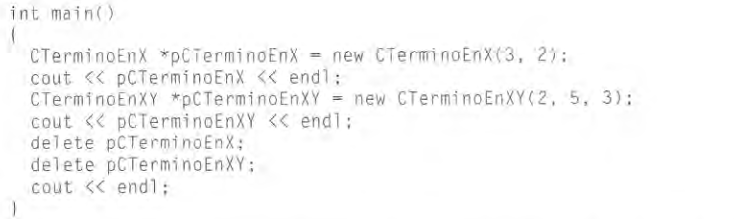 int main()
{
  CTerminoEnX *pCTerminoEnX = new CTerminoEnX(3, 2);
  cout << pCTerminoEnX << endl;
  CTerminoEnXY *pCTerminoEnXY = new CTerminoEnXY(2, 5, 3);
  cout << pCTerminoEnXY << endl;
  delete pCTerminoEnX;
  delete pCTerminoEnXY;
  cout << endl;
}